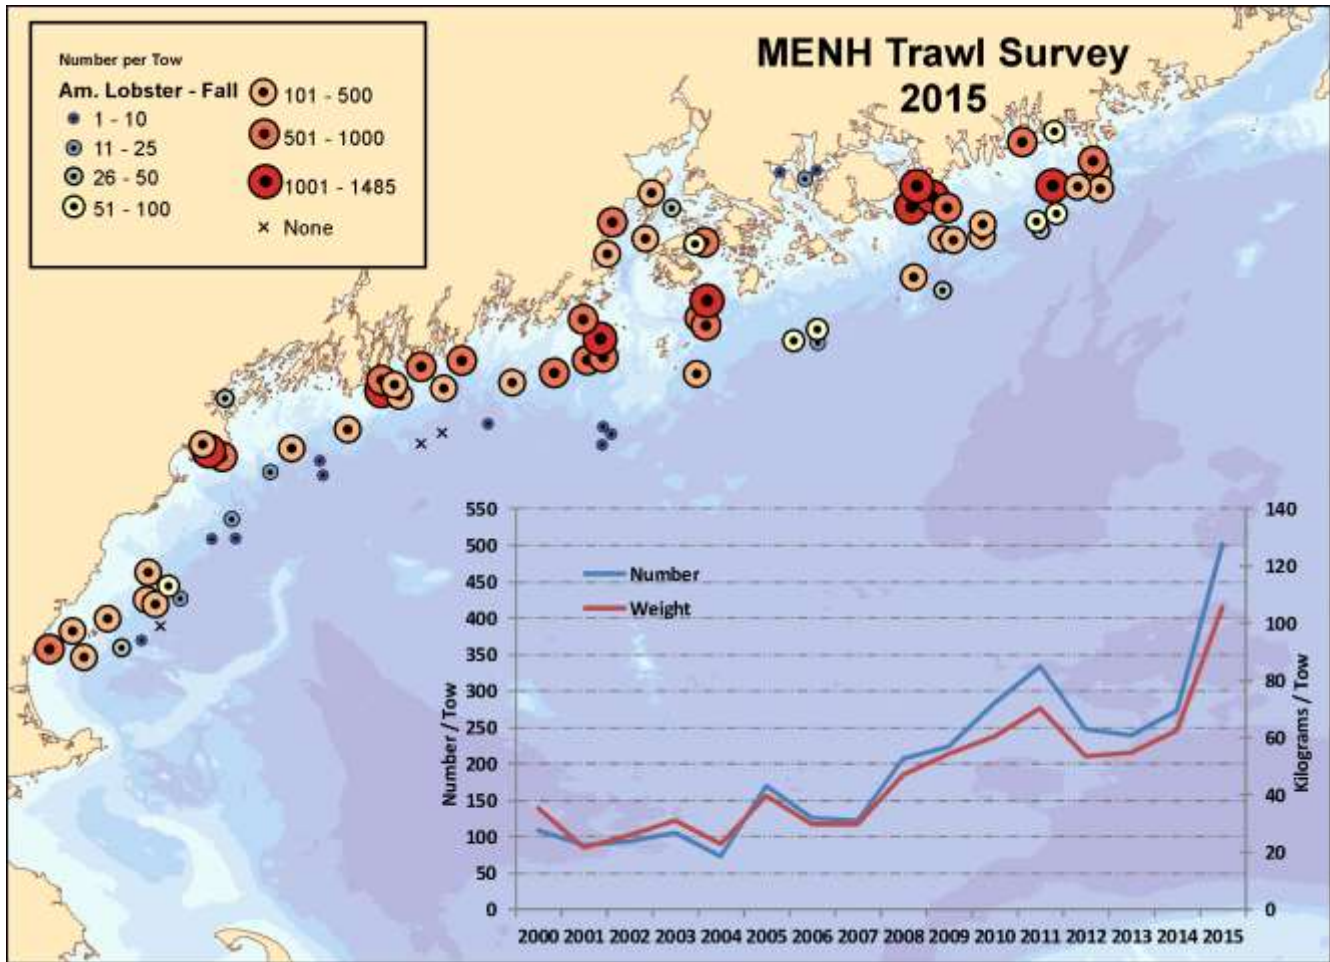 MENH Trawl Survey
2015
Number per Tow
Am. Lobster - Fall
1 - 10
11 - 25
26 - 50
51 - 100
101 - 500
501 - 1000
1001 - 1485
None
Number / Tow
550
500
450
400
350
300
250
200
150
100
50
0
Number
Weight
140
120
100
80
60
40
20
0
Kilograms / Tow
2000 2001 2002 2003 2004 2005 2006 2007 2008 2009 2010 2011 2012 2013 2014 2015